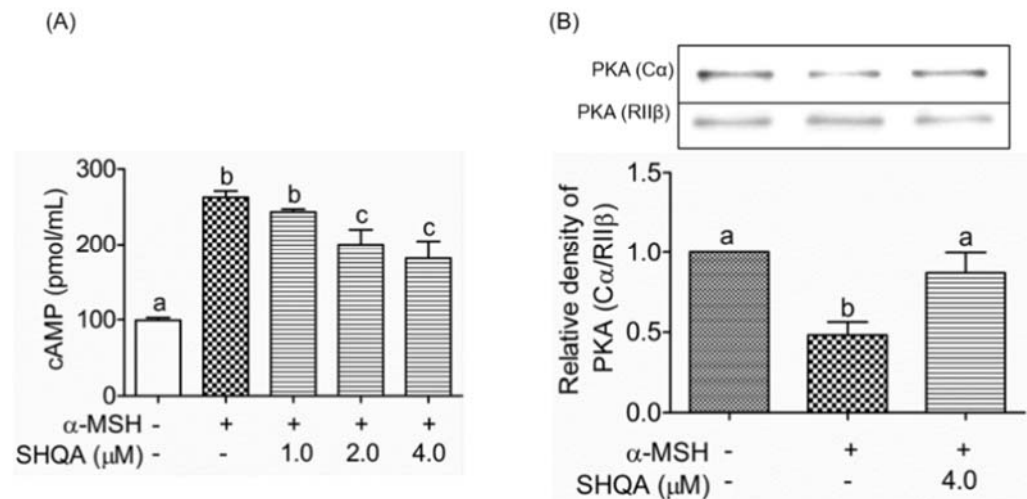 (A)
cAMP (pmol/mL)
300
200
100
0
a
b
b
c
c
α-MSH - + + + +
SHQA (μM) - - 1.0 2.0 4.0
(B)
PKA (Cα)
PKA (RIIβ)
Relative density of
PKA (Cα/RIIβ)
1.5
1.0
0.5
0.0
a
b
a
α-MSH - + +
SHQA (μM) - - 4.0